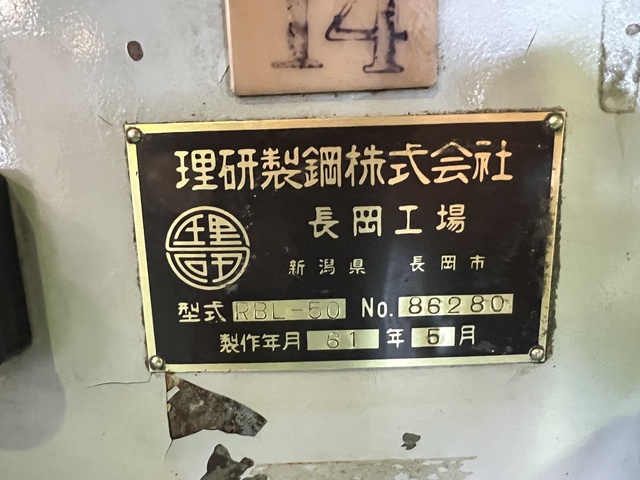 14
理研製鋼株式会社
長岡工場
新潟県 長岡市
型式 RBL-50 No. 86280
製作年月 61 年 5 月